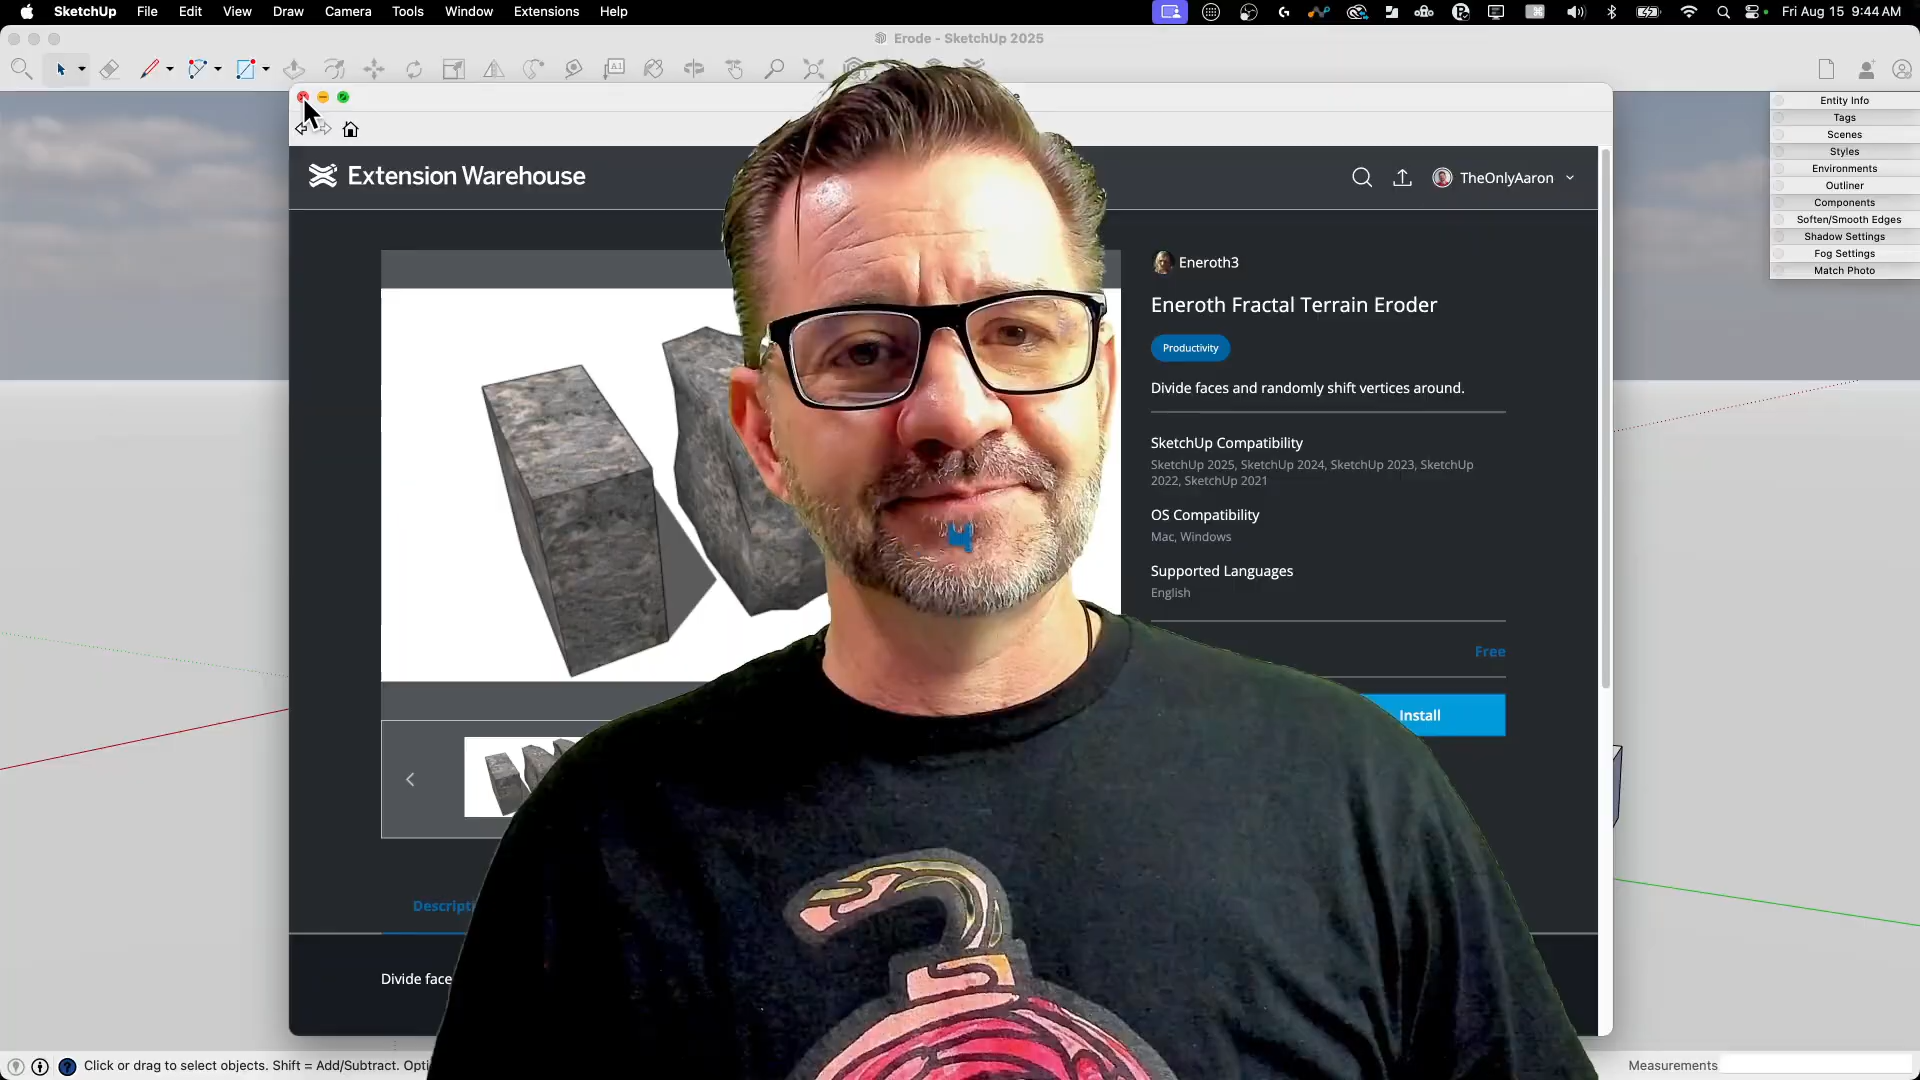 SketchUp File Edit View Draw Camera Tools Window Extensions Help
Fri Aug 15 9:44 AM
Erode - SketchUp 2025
A1
Entity Info
Tags
Scenes
Styles
Environments
Outliner
Components
Soften/Smooth Edges
Shadow Settings
Fog Settings
Match Photo
Extension Warehouse
TheOnlyAaron
Eneroth3
Eneroth Fractal Terrain Eroder
Productivity
Divide faces and randomly shift vertices around.
SketchUp Compatibility
SketchUp 2025, SketchUp 2024, SketchUp 2023, SketchUp
2022, SketchUp 2021
OS Compatibility
Mac, Windows
Supported Languages
English
Free
Install
Descripti
Divide face
Click or drag to select objects. Shift = Add/Subtract. Opti
Measurements